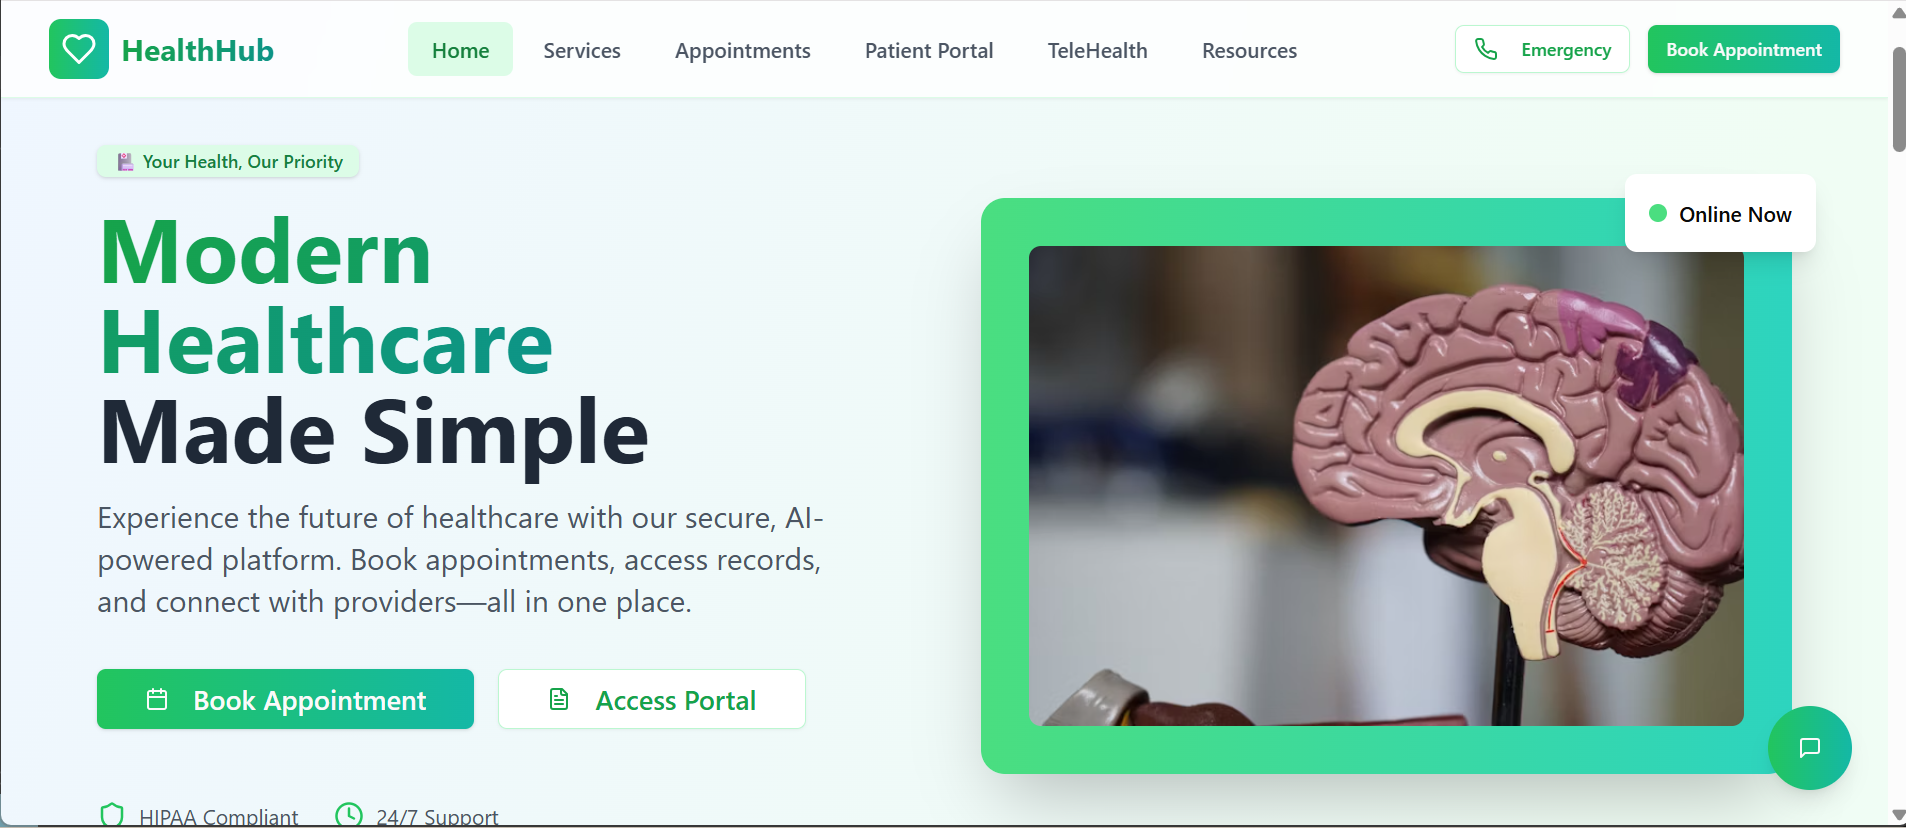 HealthHub
Home
Services
Appointments
Patient Portal
TeleHealth
Resources
Emergency
Book Appointment
Your Health, Our Priority
Modern
Healthcare
Made Simple
Experience the future of healthcare with our secure, AI-
powered platform. Book appointments, access records,
and connect with providers—all in one place.
Book Appointment
Access Portal
HIPAA Compliant
24/7 Support
Online Now